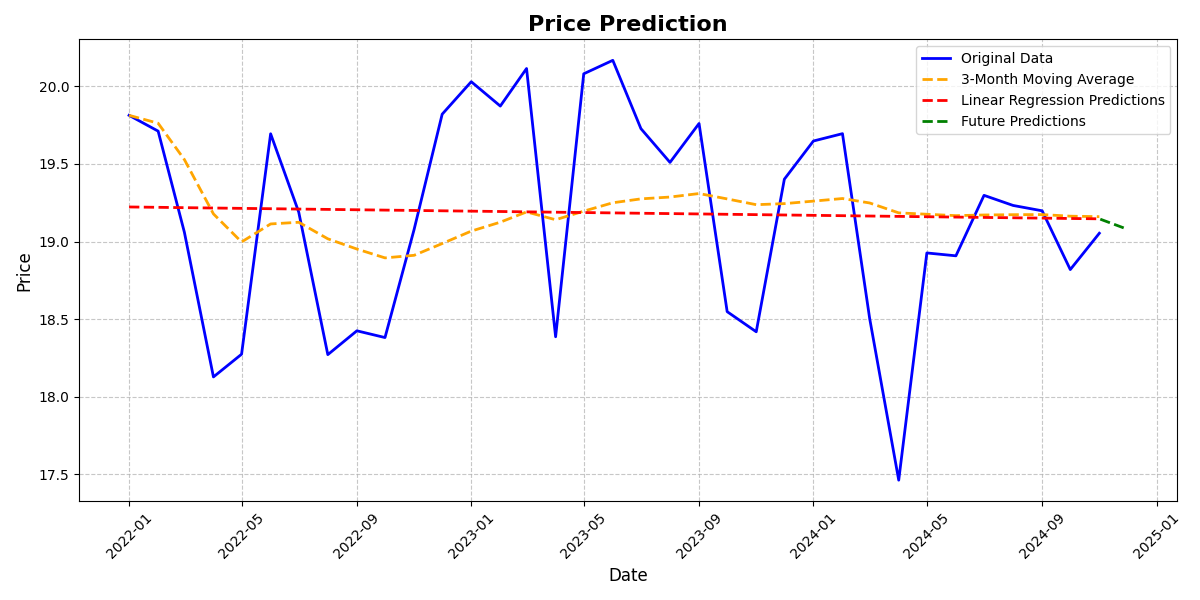 Price Prediction
Original Data
3-Month Moving Average
Linear Regression Predictions
Future Predictions
Price
20.0
19.5
19.0
18.5
18.0
17.5
2022-01
2022-05
2022-09
2023-01
2023-05
2023-09
2024-01
2024-05
2024-09
2025-01
Date